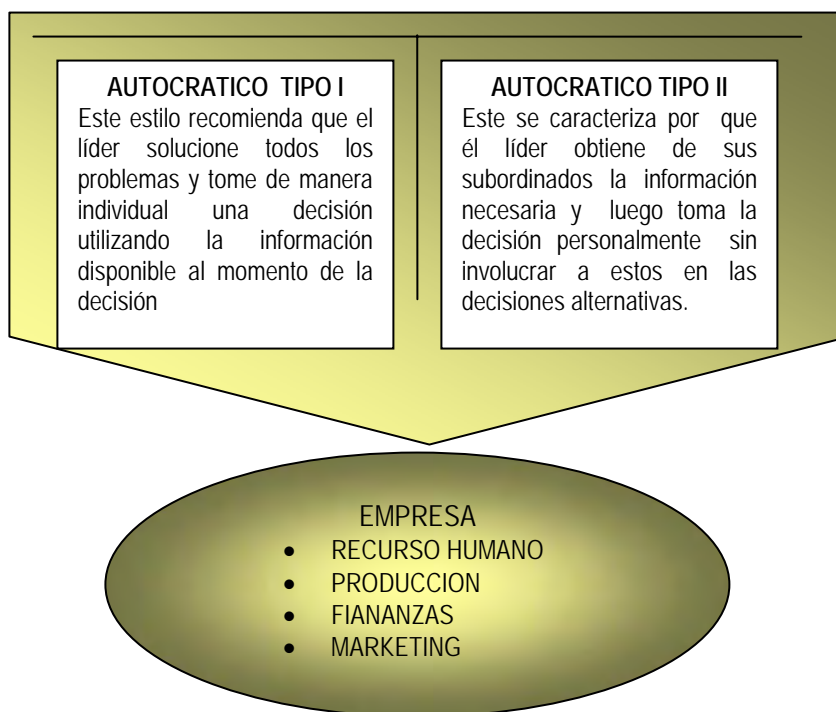 AUTOCRATICO TIPO I
Este estilo recomienda que el
líder solucione todos los
problemas y tome de manera
individual una decisión
utilizando la información
disponible al momento de la
decisión
AUTOCRATICO TIPO II
Este se caracteriza por que
él líder obtiene de sus
subordinados la información
necesaria y luego toma la
decisión personalmente sin
involucrar a estos en las
decisiones alternativas.
EMPRESA
• RECURSO HUMANO
• PRODUCCION
• FIANANZAS
• MARKETING